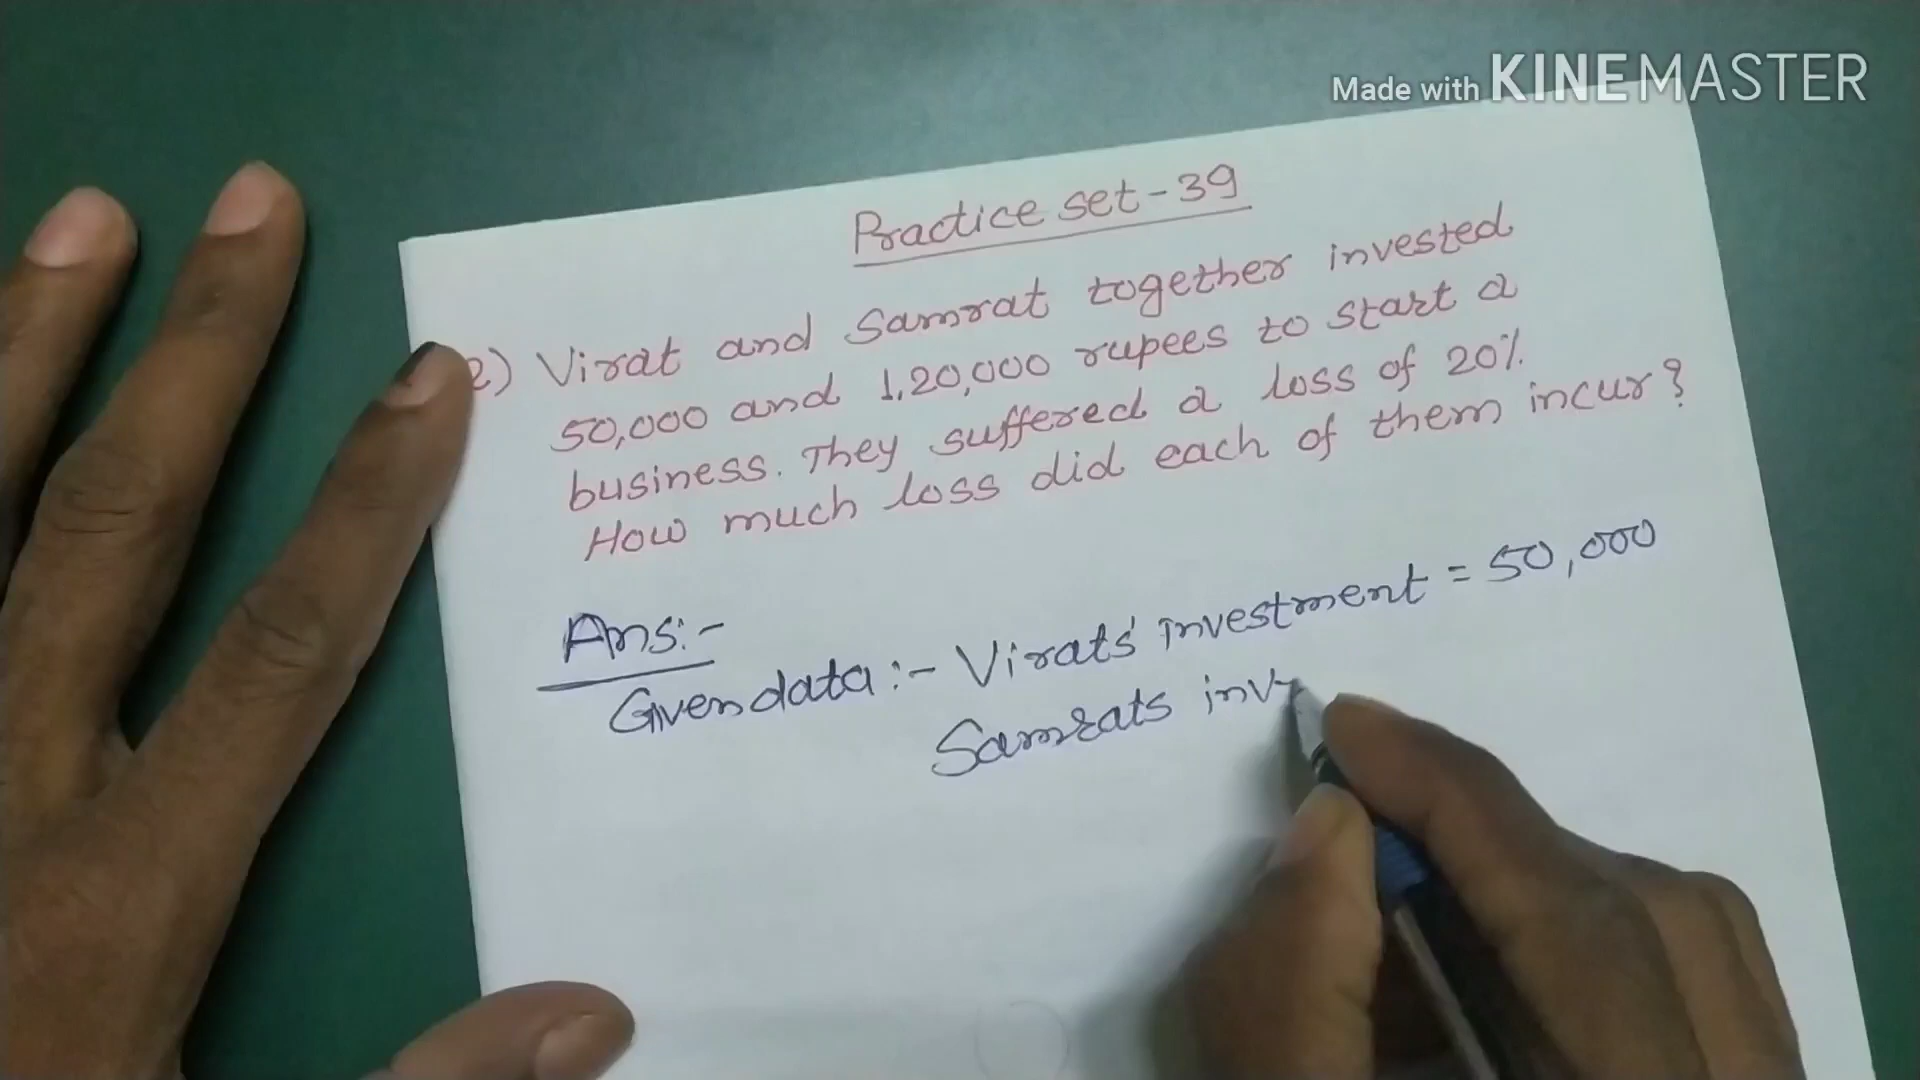 Made with KINEMASTER
Practice set-39
2) Virat and Samrat together invested
50,000 and 1,20,000 rupees to start a
business. They suffered a loss of 20%.
How much loss did each of them incur?
Ans:-
Given data :- Virats' investment = 50,000
Samrats inv